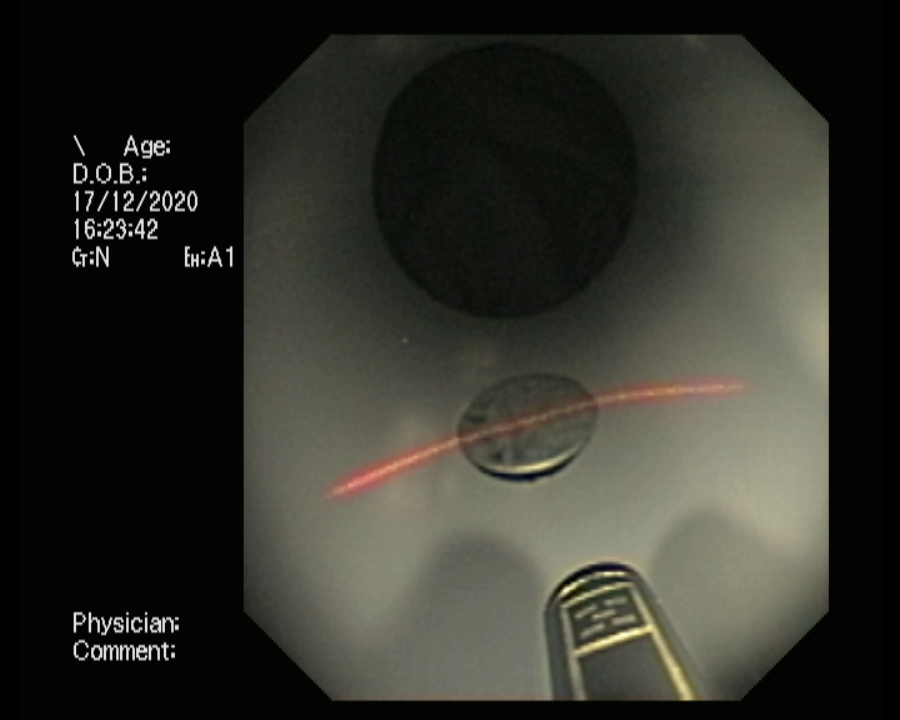 \ Age:
D.O.B.:
17/12/2020
16:23:42
Cr:N EH:A1
Physician:
Comment: